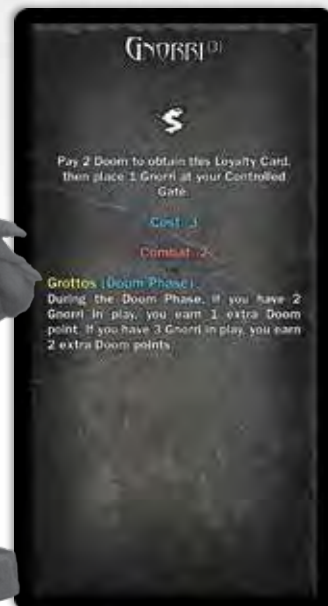 Gnorri (3)
Pay 2 Doom to obtain this Loyalty Card,
then place 1 Gnorri at your Controlled
Gate.
Cost: 3
Combat: 2
Grottos (Doom Phase)
During the Doom Phase, if you have 2
Gnorri in play, you earn 1 extra Doom
point. If you have 3 Gnorri in play, you earn
2 extra Doom points